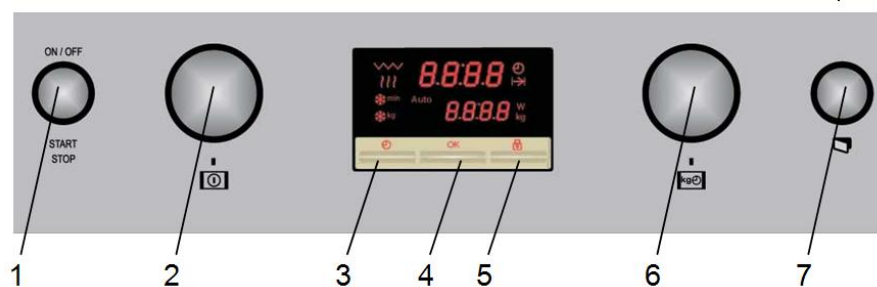 ON / OFF
START
STOP
8.8:8.8
min
Auto
8.8:8.8
W
kg
kg
OK
kg
1
2
3
4
5
6
7